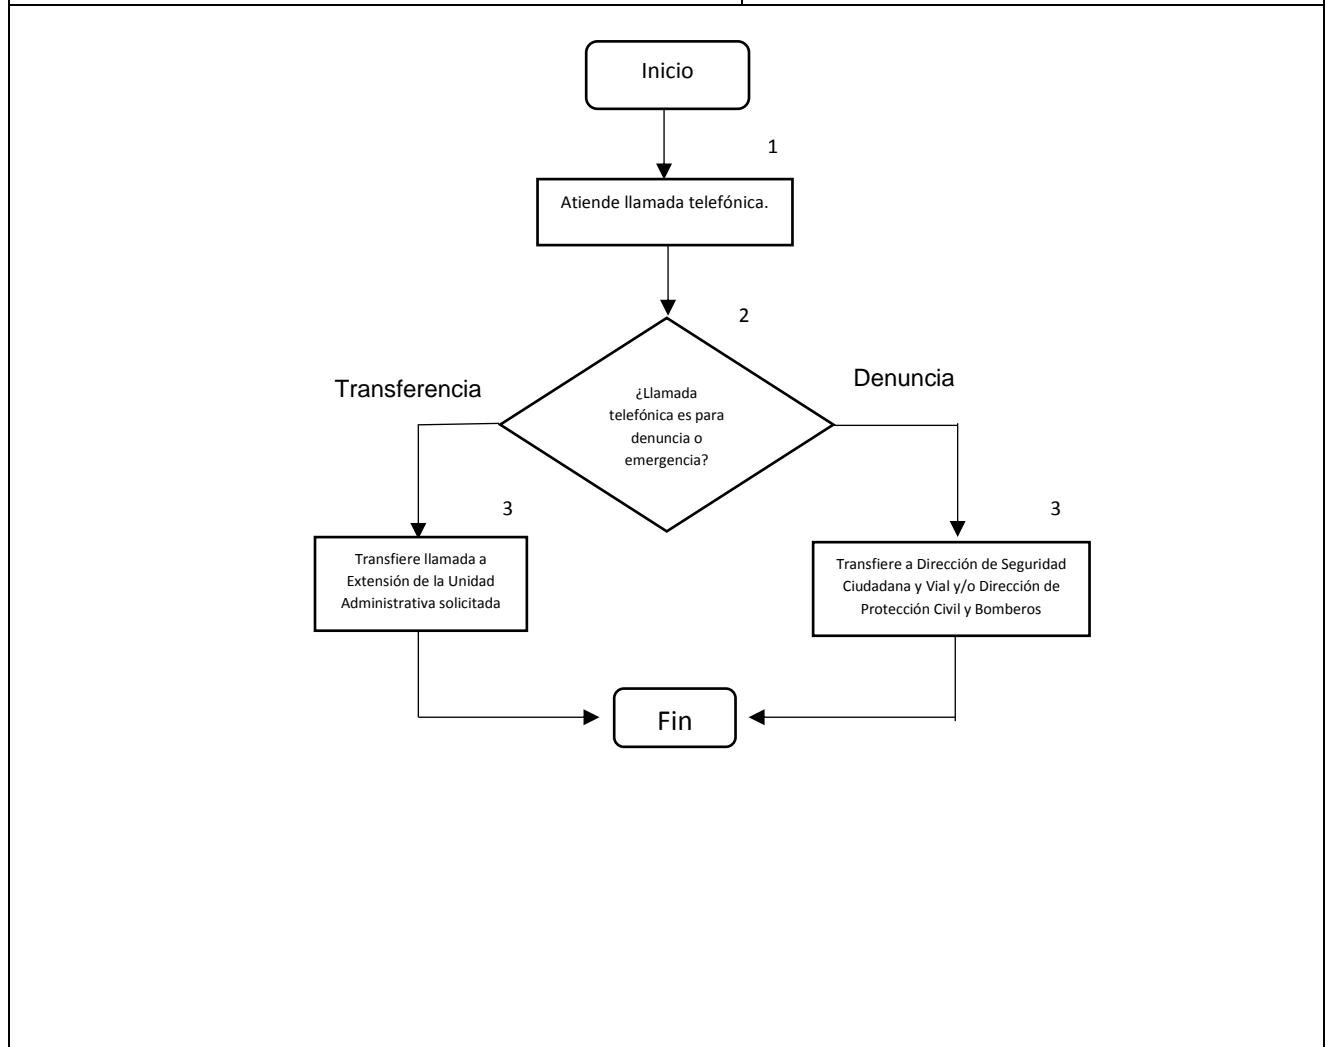 Inicio
1
Atiende llamada telefónica.
2
Transferencia
Denuncia
¿Llamada
telefónica es para
denuncia o
emergencia?
3
3
Transfiere llamada a
Extensión de la Unidad
Administrativa solicitada
Transfiere a Dirección de Seguridad
Ciudadana y Vial y/o Dirección de
Protección Civil y Bomberos
Fin